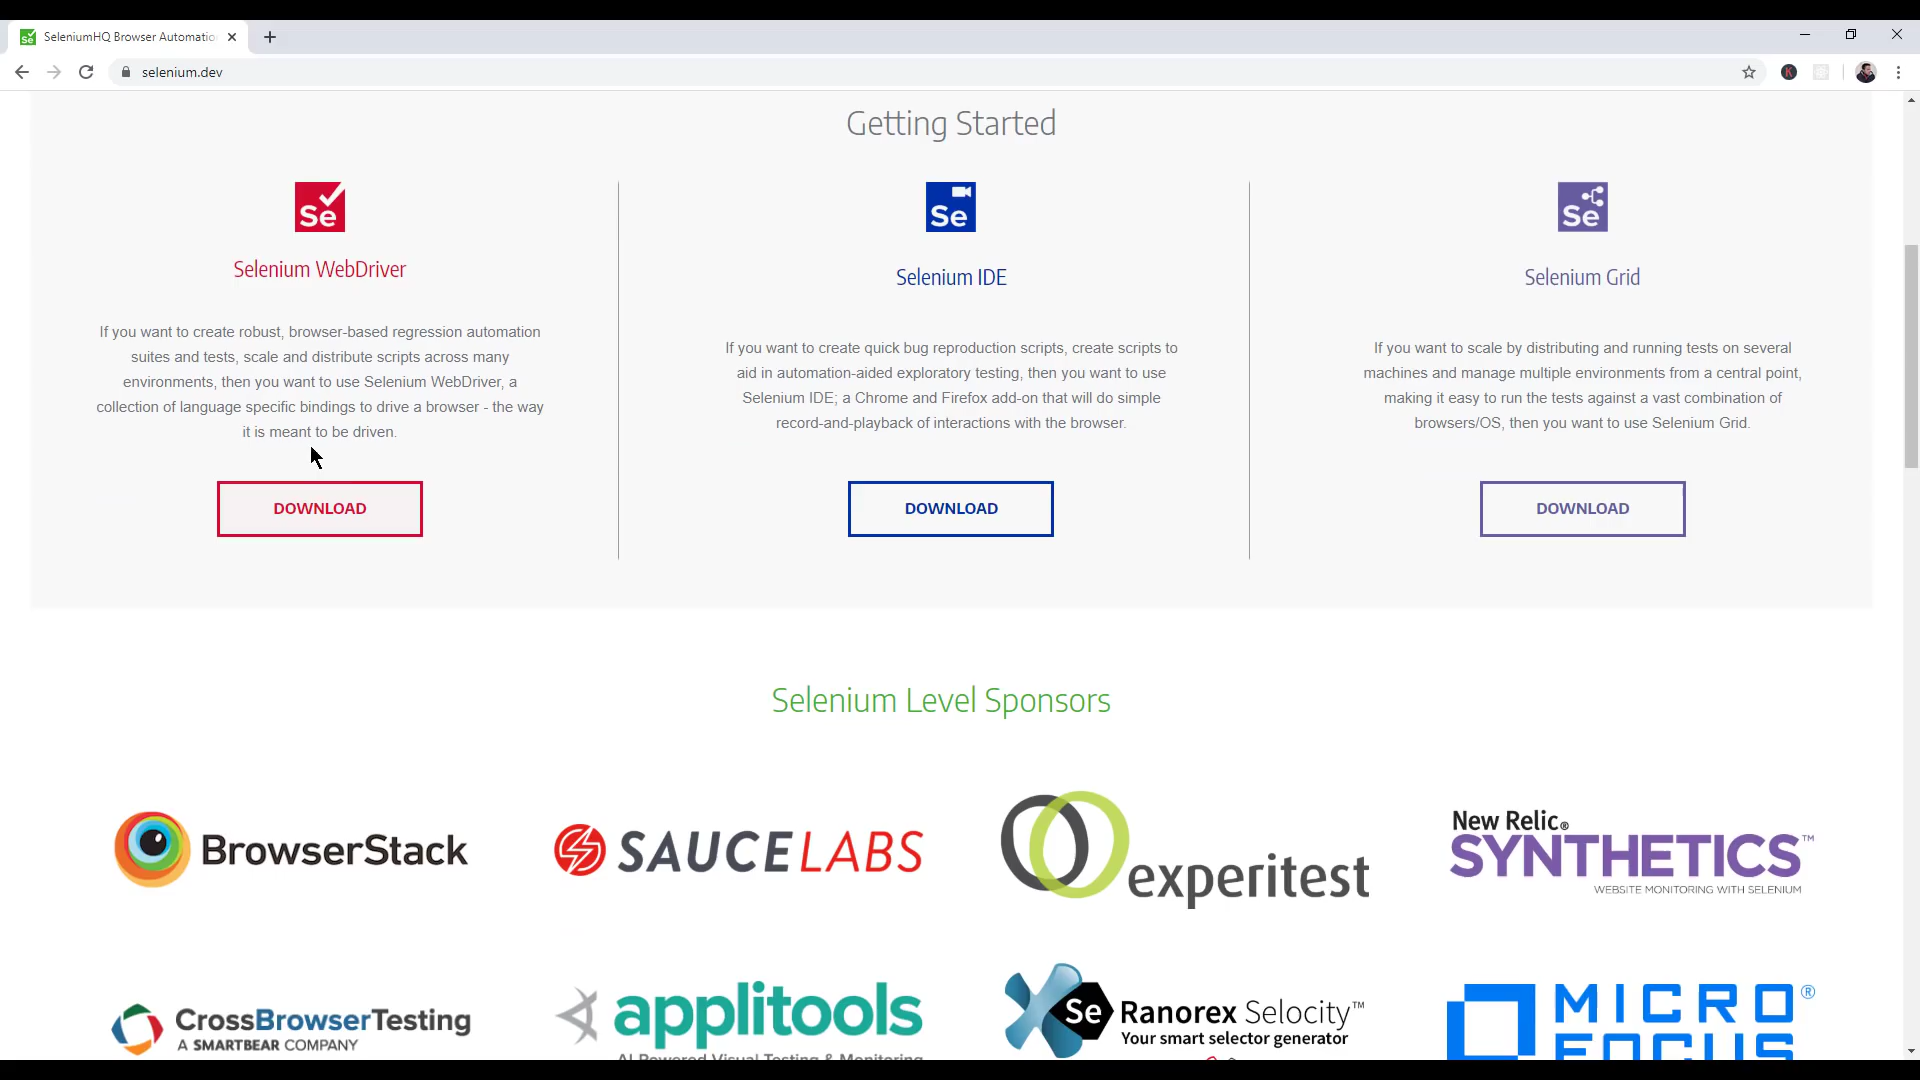 SeleniumHQ Browser Automatio
selenium.dev
K
Getting Started
Se
Se
Se
Selenium WebDriver
Selenium IDE
Selenium Grid
If you want to create robust, browser-based regression automation
suites and tests, scale and distribute scripts across many
environments, then you want to use Selenium WebDriver, a
collection of language specific bindings to drive a browser - the way
it is meant to be driven.
DOWNLOAD
If you want to create quick bug reproduction scripts, create scripts to
aid in automation-aided exploratory testing, then you want to use
Selenium IDE; a Chrome and Firefox add-on that will do simple
record-and-playback of interactions with the browser.
DOWNLOAD
If you want to scale by distributing and running tests on several
machines and manage multiple environments from a central point,
making it easy to run the tests against a vast combination of
browsers/OS, then you want to use Selenium Grid.
DOWNLOAD
Selenium Level Sponsors
BrowserStack
SAUCELABS
experitest
New Relic®
SYNTHETICS™
WEBSITE MONITORING WITH SELENIUM
CrossBrowserTesting
A SMARTBEAR COMPANY
applitools
AI Powered Visual Testing & Monitoring
Se
Ranorex Selocity™
Your smart selector generator
MICRO®
FOCUS